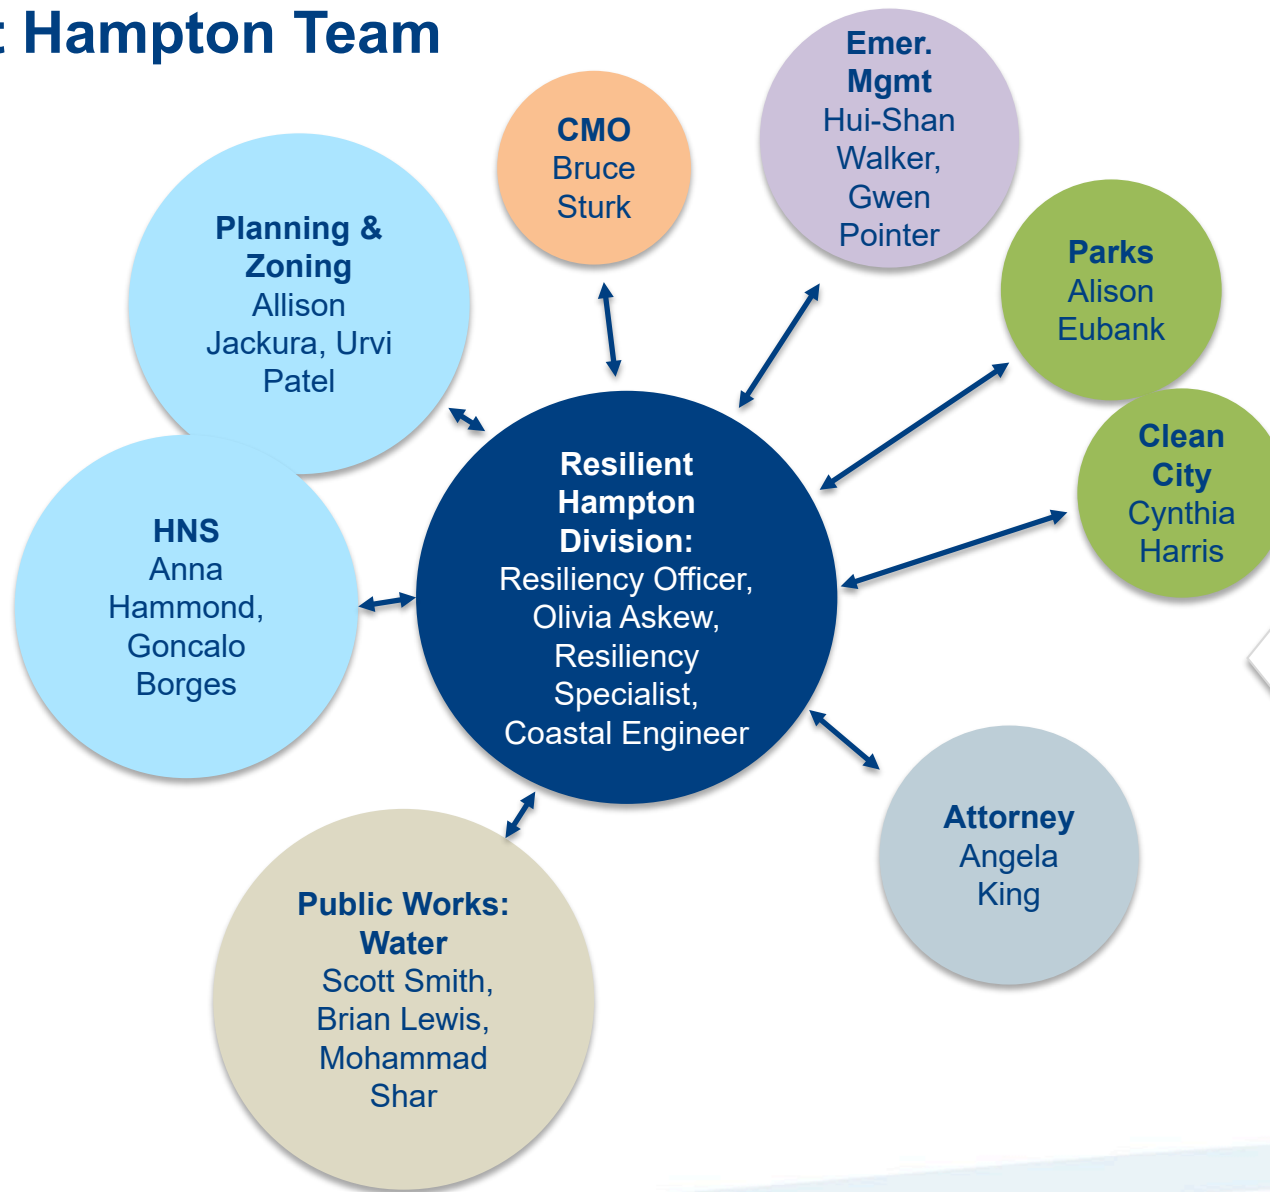 t Hampton Team
Emer.
Mgmt
Hui-Shan
Walker,
Gwen
Pointer
CMO
Bruce
Sturk
Planning &
Zoning
Allison
Jackura, Urvi
Patel
Parks
Alison
Eubank
Clean
City
Cynthia
Harris
Resilient
Hampton
Division:
Resiliency Officer,
Olivia Askew,
Resiliency
Specialist,
Coastal Engineer
HNS
Anna
Hammond,
Goncalo
Borges
Attorney
Angela
King
Public Works:
Water
Scott Smith,
Brian Lewis,
Mohammad
Shar